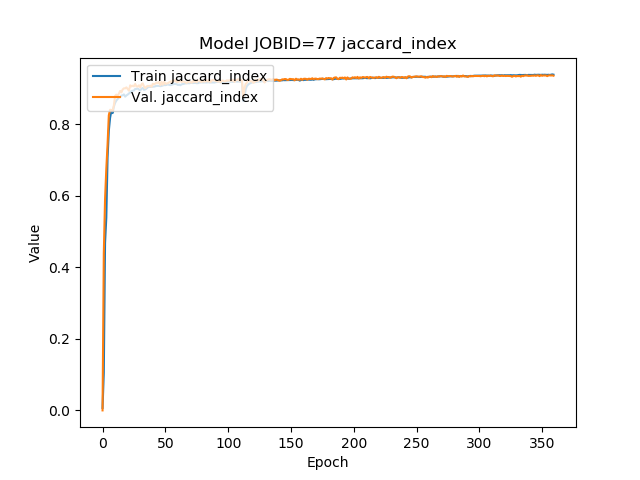 Model JOBID=77 jaccard_index
Train jaccard_index
Val. jaccard_index
0.8
0.6
0.4
0.2
0.0
Value
0 50 100 150 200 250 300 350
Epoch